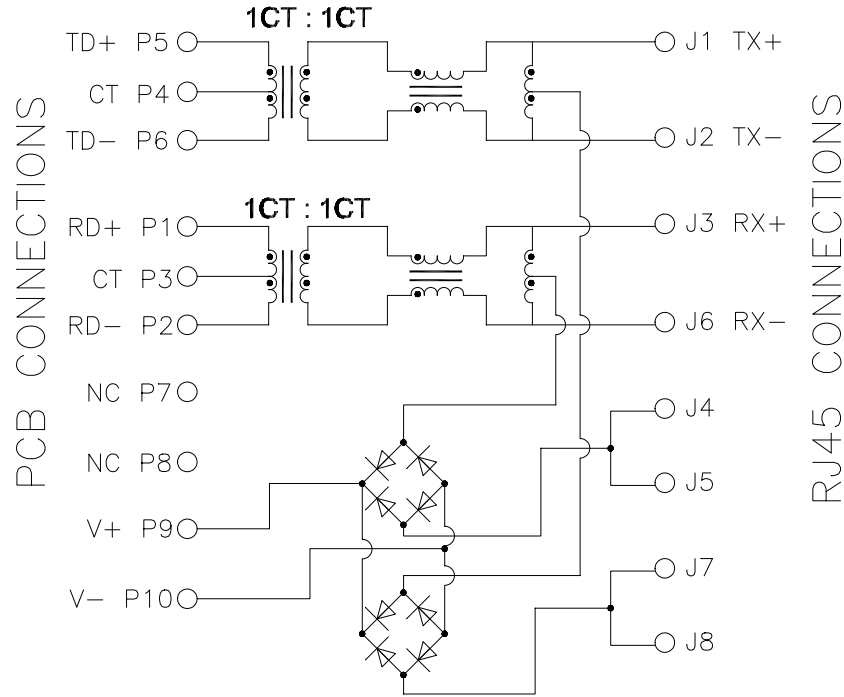 1CT : 1CT
TD+ P5
J1 TX+
CT P4
TD- P6
J2 TX-
1CT : 1CT
RD+ P1
J3 RX+
CT P3
RD- P2
J6 RX-
NC P7
J4
NC P8
J5
V+ P9
J7
V- P10
J8
PCB CONNECTIONS
RJ45 CONNECTIONS